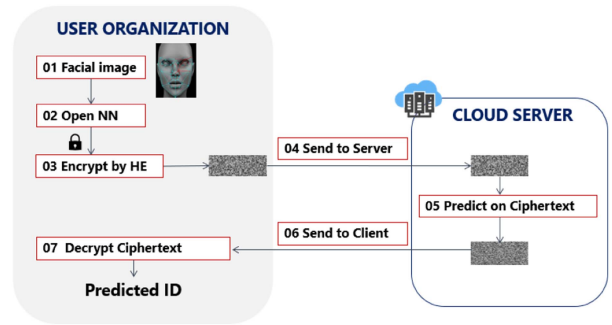 USER ORGANIZATION
01 Facial image
02 Open NN
03 Encrypt by HE
04 Send to Server
CLOUD SERVER
05 Predict on Ciphertext
06 Send to Client
07 Decrypt Ciphertext
Predicted ID